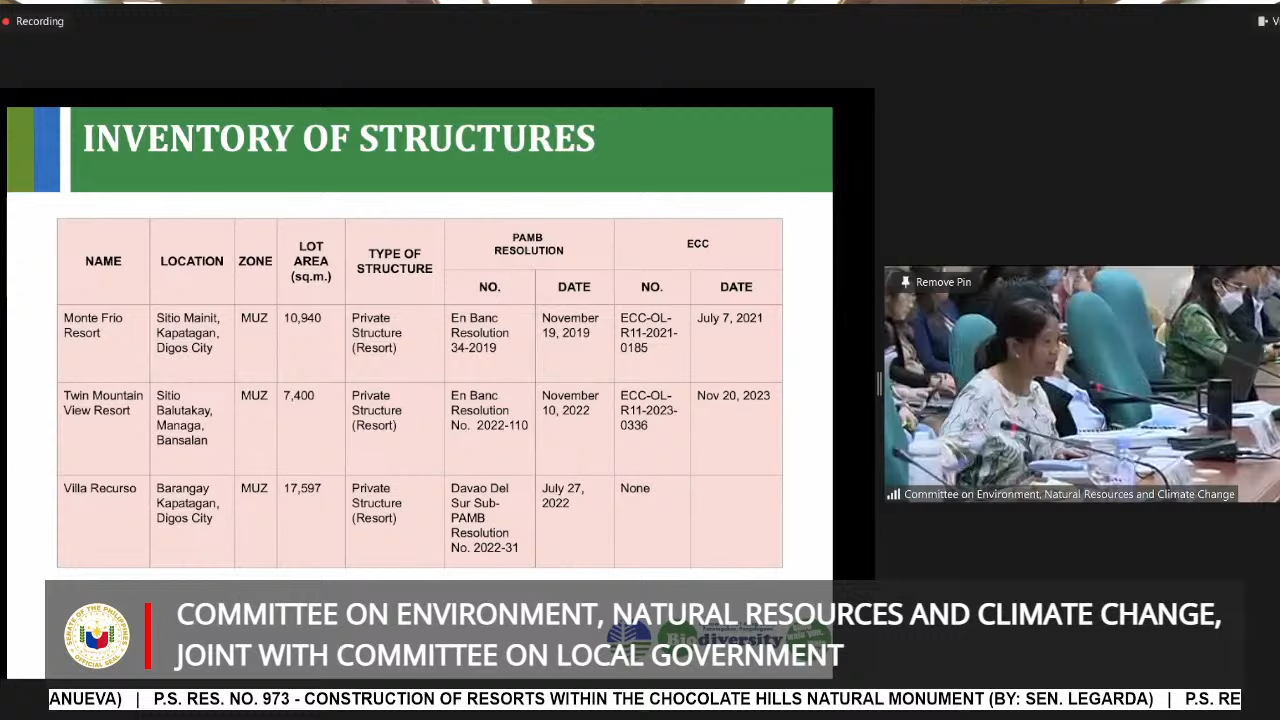 Recording
V
INVENTORY OF STRUCTURES
NAME
LOCATION
ZONE
LOT
AREA
(sq.m.)
TYPE OF
STRUCTURE
PAMB
RESOLUTION
ECC
NO.
DATE
NO.
DATE
Monte Frio
Resort
Sitio Mainit,
Kapatagan,
Digos City
MUZ
10,940
Private
Structure
(Resort)
En Banc
Resolution
34-2019
November
19, 2019
ECC-OL-
R11-2021-
0185
July 7, 2021
Twin Mountain
View Resort
Sitio
Balutakay,
Managa,
Bansalan
MUZ
7,400
Private
Structure
(Resort)
En Banc
Resolution
No. 2022-110
November
10, 2022
ECC-OL-
R11-2023-
0336
Nov 20, 2023
Villa Recurso
Barangay
Kapatagan,
Digos City
MUZ
17,597
Private
Structure
(Resort)
Davao Del
Sur Sub-
PAMB
Resolution
No. 2022-31
July 27,
2022
None
Remove Pin
Committee on Environment, Natural Resources and Climate Change
SENATE OF THE PHILIPPINES
OFFICIAL SEAL
COMMITTEE ON ENVIRONMENT, NATURAL RESOURCES AND CLIMATE CHANGE,
JOINT WITH COMMITTEE ON LOCAL GOVERNMENT
Biodiversity
ANUEVA) | P.S. RES. NO. 973 - CONSTRUCTION OF RESORTS WITHIN THE CHOCOLATE HILLS NATURAL MONUMENT (BY: SEN. LEGARDA) | P.S. RE